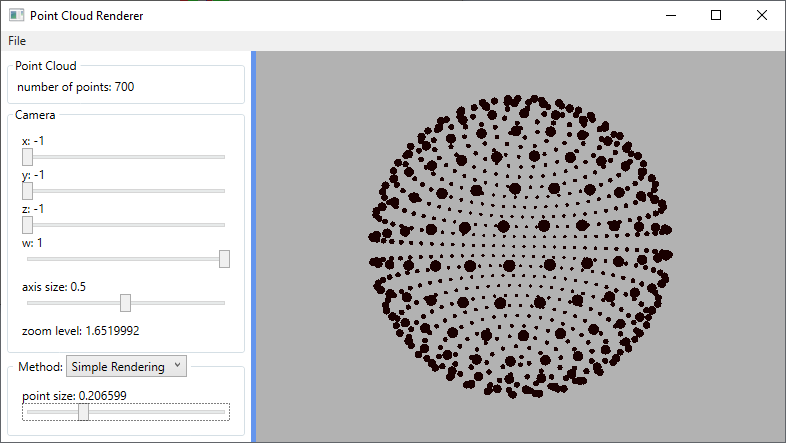 Point Cloud Renderer
File
Point Cloud
number of points: 700
Camera
x: -1
y: -1
z: -1
w: 1
axis size: 0.5
zoom level: 1.6519992
Method: Simple Rendering
point size: 0.206599